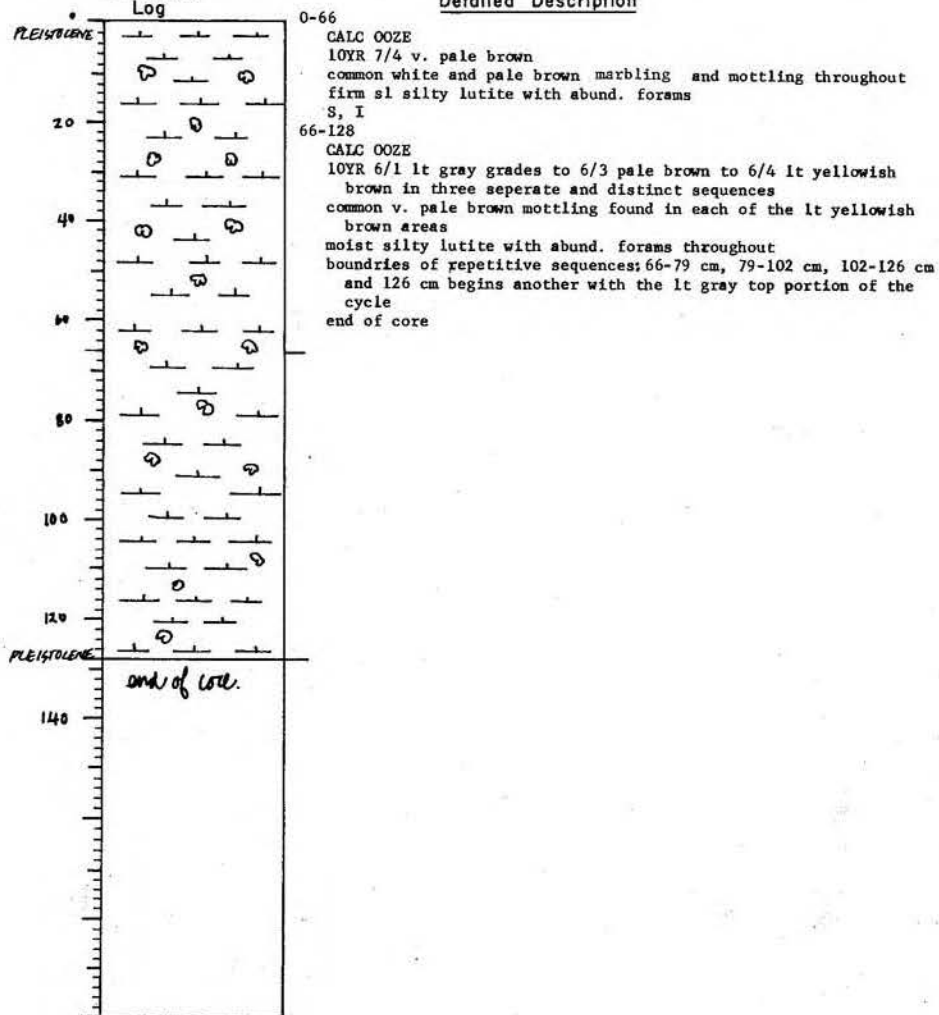 Log
Detailed Description
0
PLEISTOCENE
20
40
60
80
100
120
PLEISTOCENE
end of core.
140
0-66
CALC OOZE
10YR 7/4 v. pale brown
common white and pale brown marbling and mottling throughout
firm sl silty lutite with abund. forams
S, I
66-128
CALC OOZE
10YR 6/1 lt gray grades to 6/3 pale brown to 6/4 lt yellowish
brown in three seperate and distinct sequences
common v. pale brown mottling found in each of the lt yellowish
brown areas
moist silty lutite with abund. forams throughout
boundries of repetitive sequences: 66-79 cm, 79-102 cm, 102-126 cm
and 126 cm begins another with the lt gray top portion of the
cycle
end of core